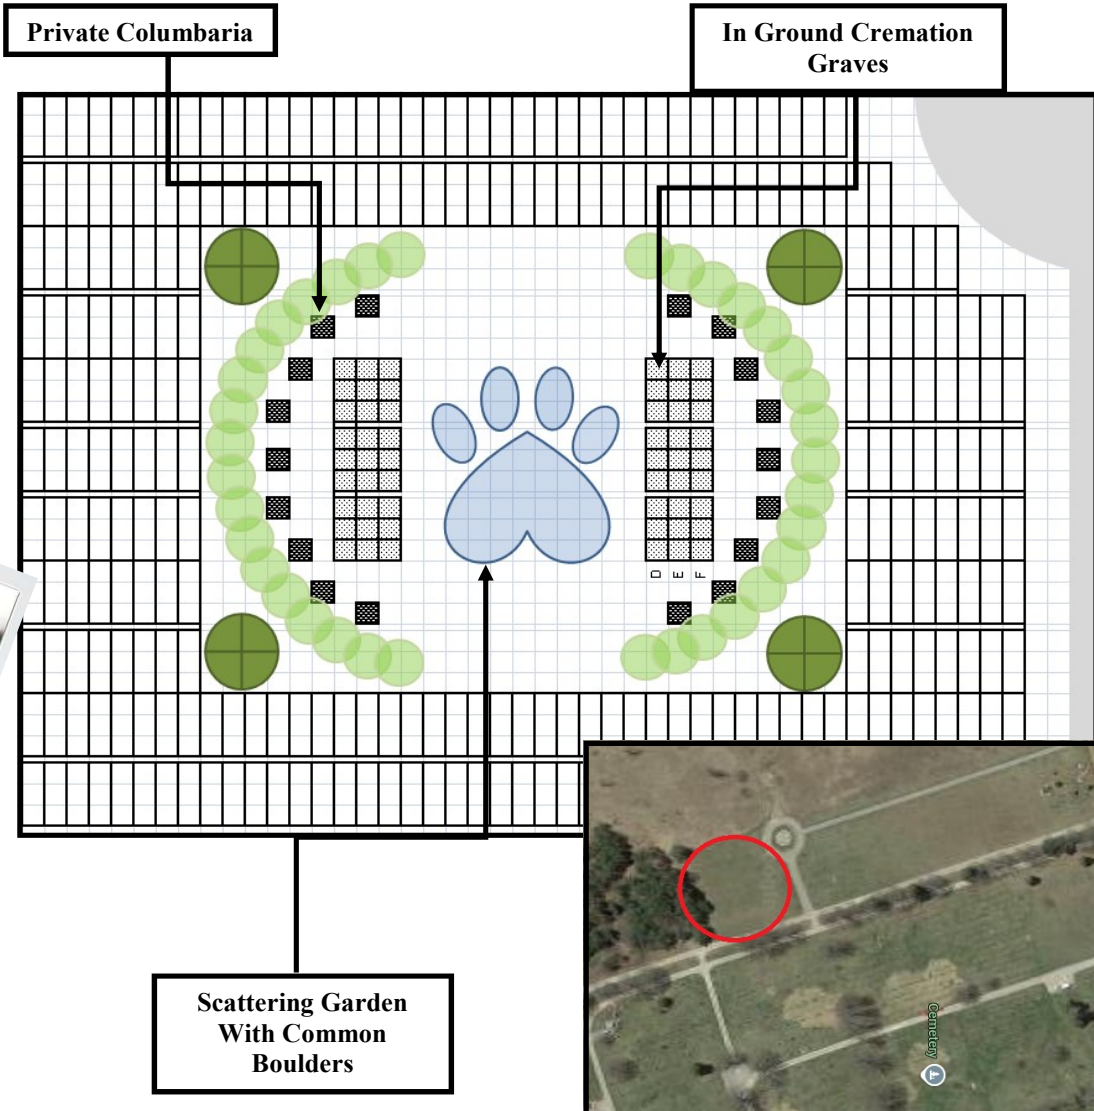 Private Columbaria
In Ground Cremation
Graves
D
E
F
Scattering Garden
With Common
Boulders
Cemetery